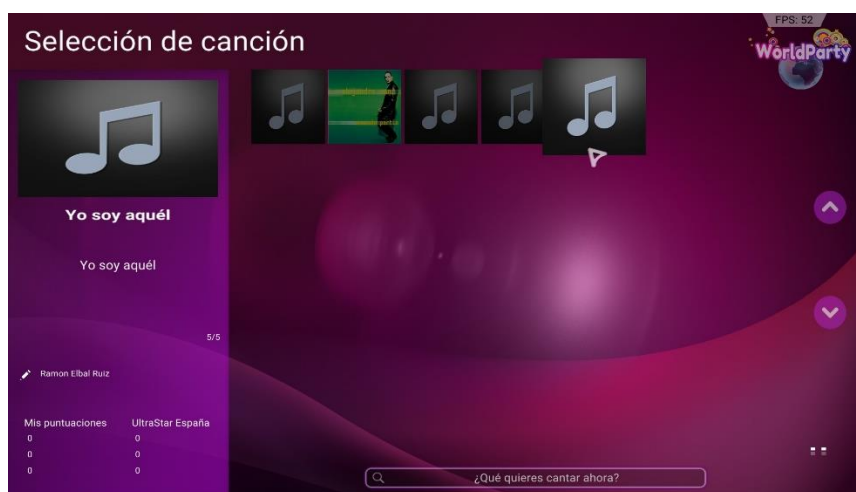 FPS: 52
Selección de canción
WorldParty
Yo soy aquél
Yo soy aquél
5/5
Ramon Elbal Ruiz
Mis puntuaciones UltraStar España
0 0
0 0
0 0
¿Qué quieres cantar ahora?